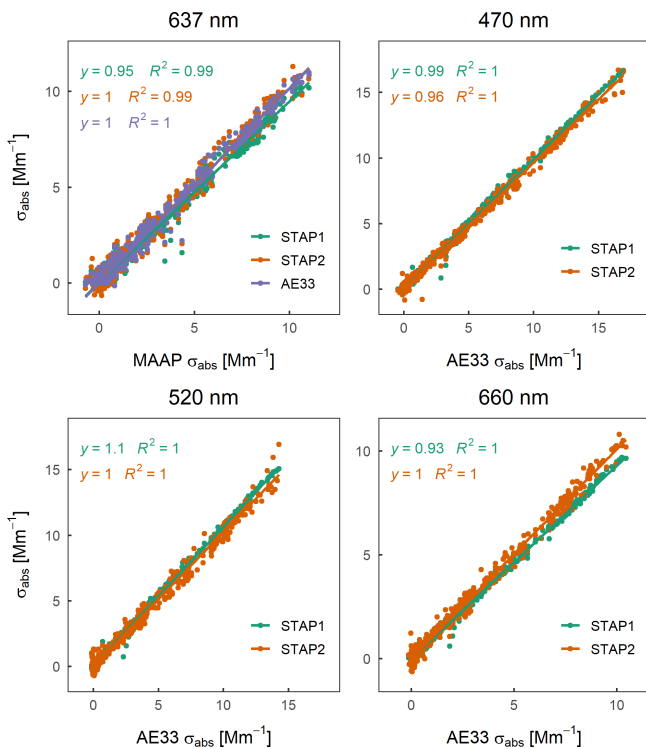 637 nm
y = 0.95 R² = 0.99
y = 1 R² = 0.99
y = 1 R² = 1
10
5
0
σabs [Mm⁻¹]
STAP1
STAP2
AE33
0 5 10
MAAP σabs [Mm⁻¹]
470 nm
y = 0.99 R² = 1
y = 0.96 R² = 1
15
10
5
0
STAP1
STAP2
0 5 10 15
AE33 σabs [Mm⁻¹]
520 nm
y = 1.1 R² = 1
y = 1 R² = 1
15
10
5
0
σabs [Mm⁻¹]
STAP1
STAP2
0 5 10 15
AE33 σabs [Mm⁻¹]
660 nm
y = 0.93 R² = 1
y = 1 R² = 1
10
5
0
STAP1
STAP2
0 5 10
AE33 σabs [Mm⁻¹]